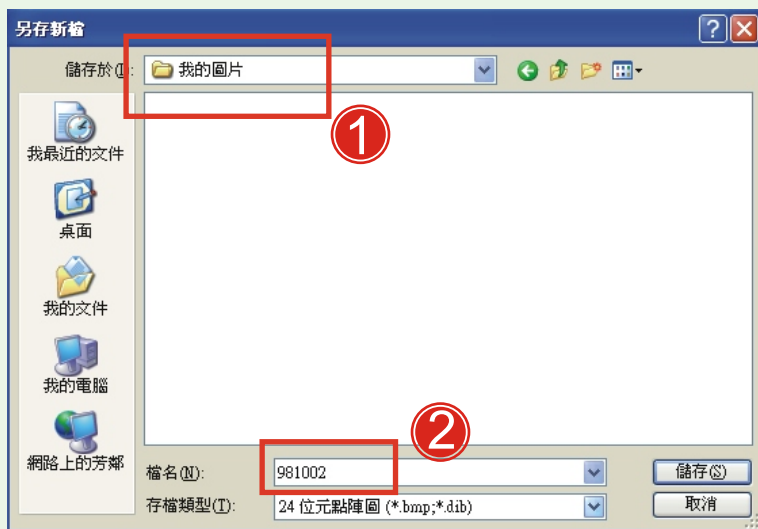 另存新檔
儲存於(I):
我的圖片
1
我最近的文件
桌面
我的文件
我的電腦
網路上的芳鄰
2
檔名(N):
981002
儲存(S)
存檔類型(T):
24 位元點陣圖 (*.bmp;*.dib)
取消